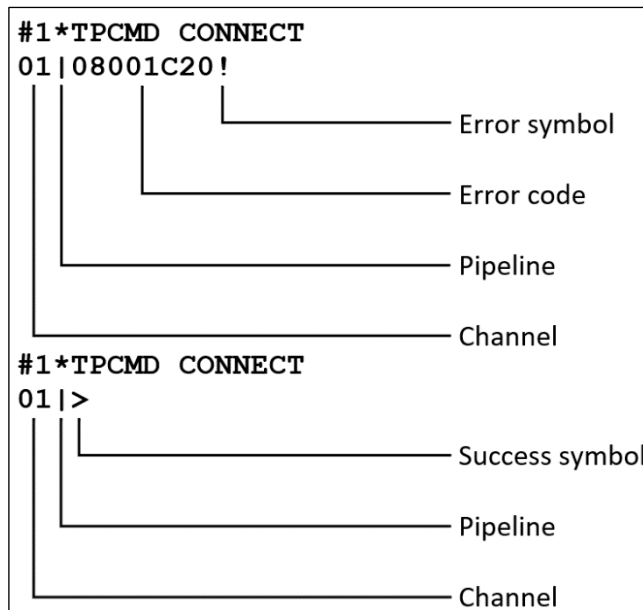 #1*TPCMD CONNECT
01|08001C20!
Error symbol
Error code
Pipeline
Channel
#1*TPCMD CONNECT
01|>
Success symbol
Pipeline
Channel